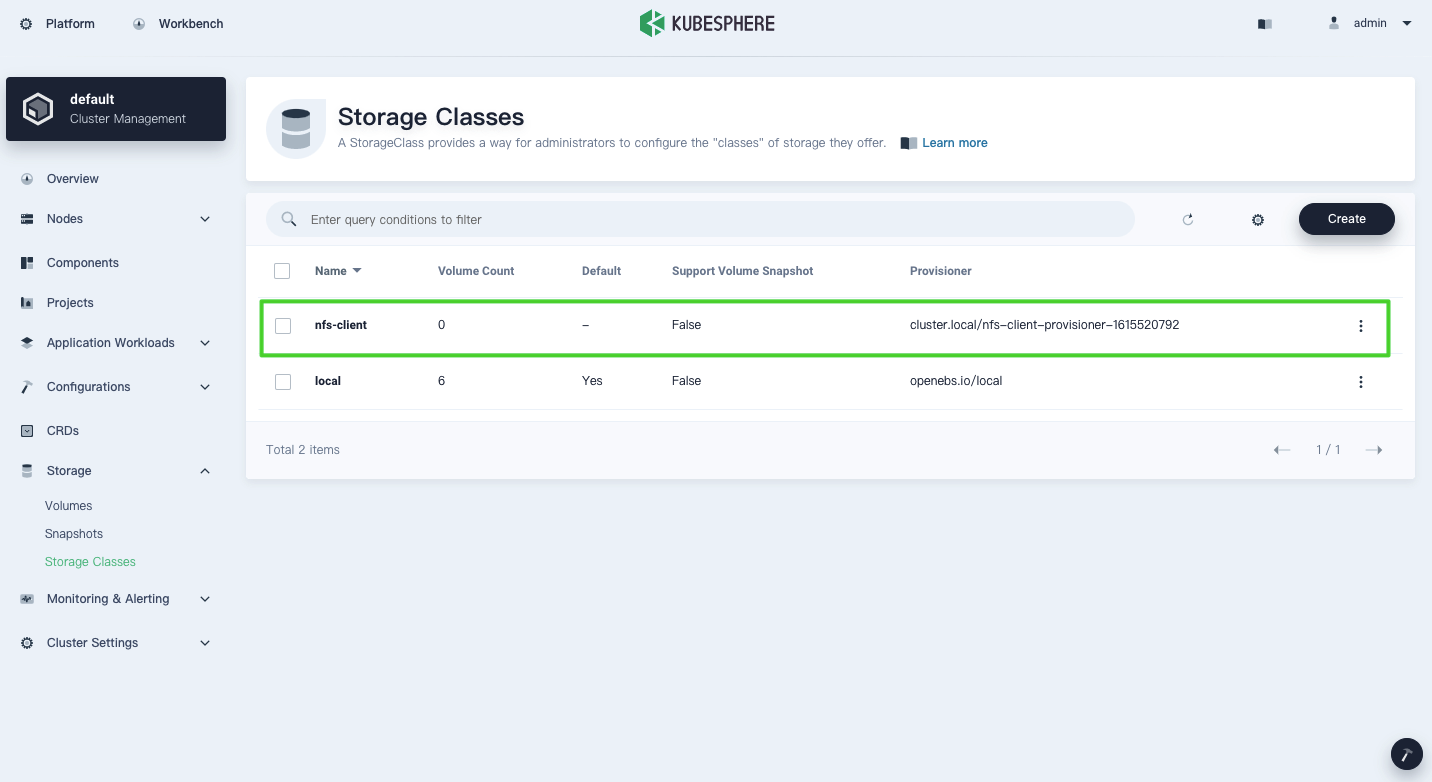 Platform
Workbench
KUBESPHERE
admin
default
Cluster Management
Overview
Nodes
Components
Projects
Application Workloads
Configurations
CRDs
Storage
Volumes
Snapshots
Storage Classes
Monitoring & Alerting
Cluster Settings
Storage Classes
A StorageClass provides a way for administrators to configure the "classes" of storage they offer. Learn more
Enter query conditions to filter
Create
Name Volume Count Default Support Volume Snapshot Provisioner
nfs-client 0 – False cluster.local/nfs-client-provisioner-1615520792
local 6 Yes False openebs.io/local
Total 2 items
1 / 1